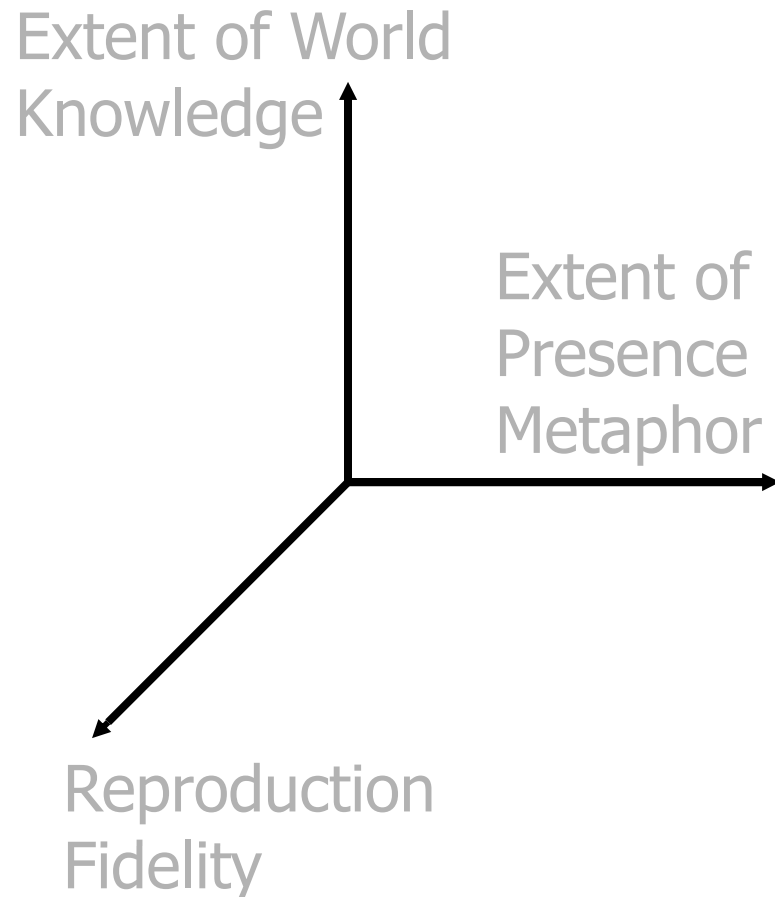 Extent of World
Knowledge
Extent of
Presence
Metaphor
Reproduction
Fidelity